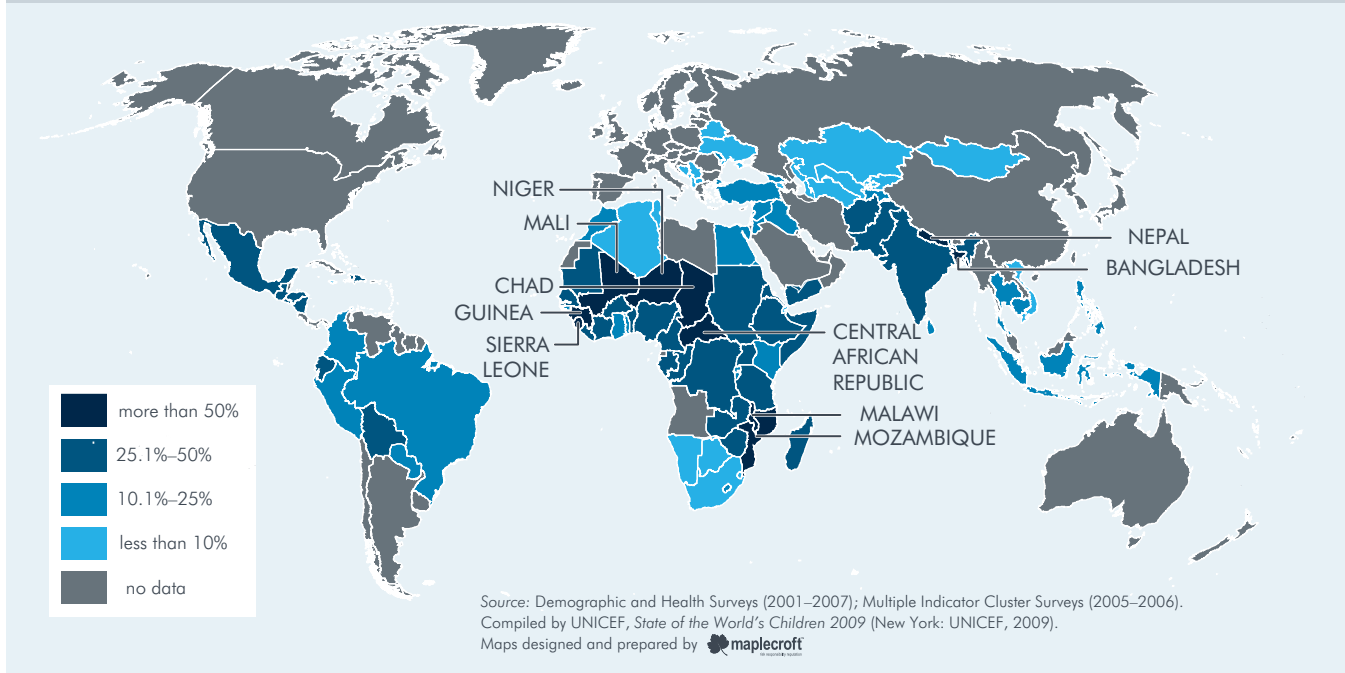 NIGER
MALI
CHAD
GUINEA
SIERRA
LEONE
NEPAL
BANGLADESH
CENTRAL
AFRICAN
REPUBLIC
MALAWI
MOZAMBIQUE
more than 50%
25.1%–50%
10.1%–25%
less than 10%
no data
Source: Demographic and Health Surveys (2001–2007); Multiple Indicator Cluster Surveys (2005–2006).
Compiled by UNICEF, State of the World's Children 2009 (New York: UNICEF, 2009).
Maps designed and prepared by maplecroft